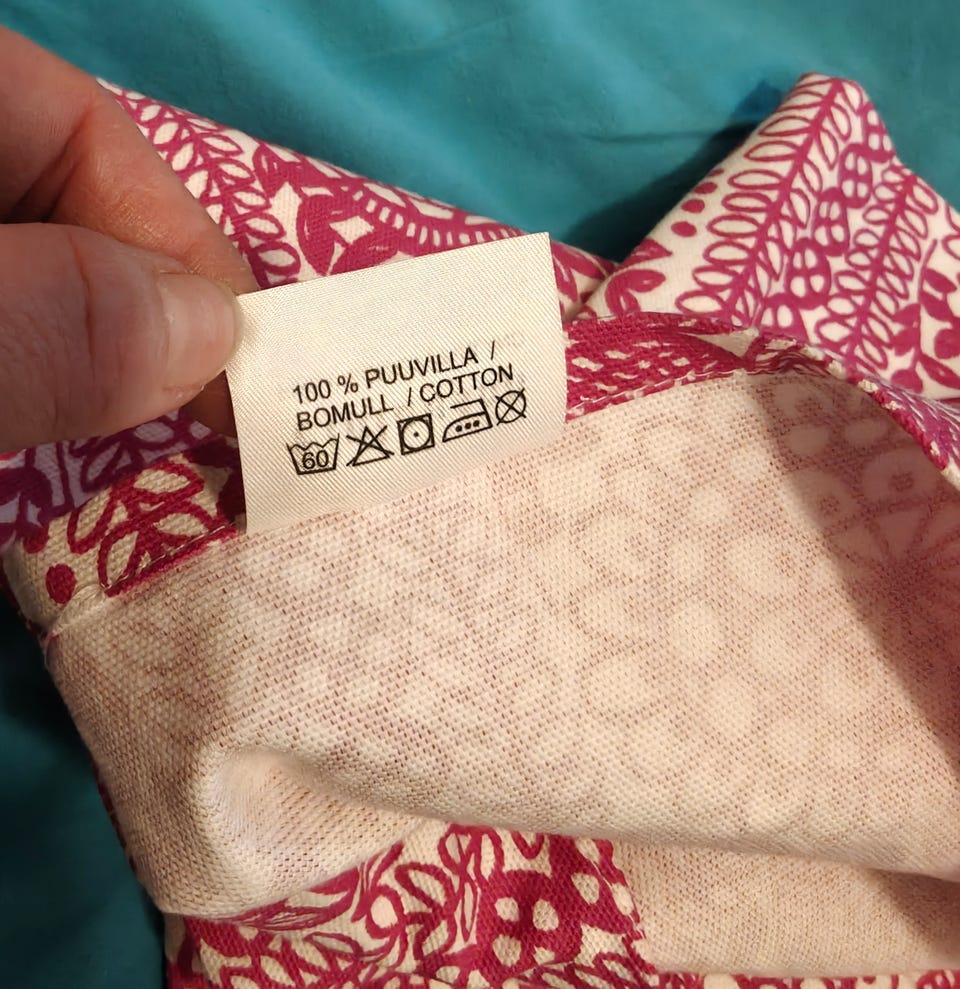 100 % PUUVILLA /
BOMULL / COTTON
60